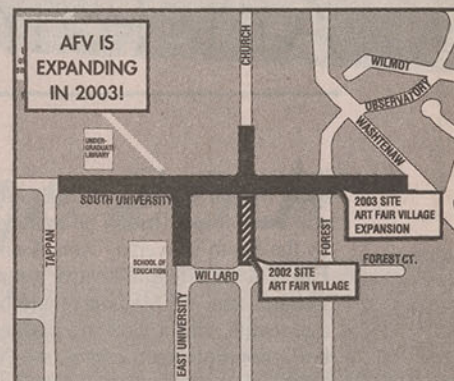 AFV IS
EXPANDING
IN 2003!
CHURCH
WILMOT
OBSERVATORY
WASHTENAW
UNDER-
GRADUATE
LIBRARY
SOUTH UNIVERSITY
2003 SITE
ART FAIR VILLAGE
EXPANSION
TAPPAN
SCHOOL OF
EDUCATION
FOREST
FOREST CT.
WILLARD
2002 SITE
ART FAIR VILLAGE
EAST UNIVERSITY